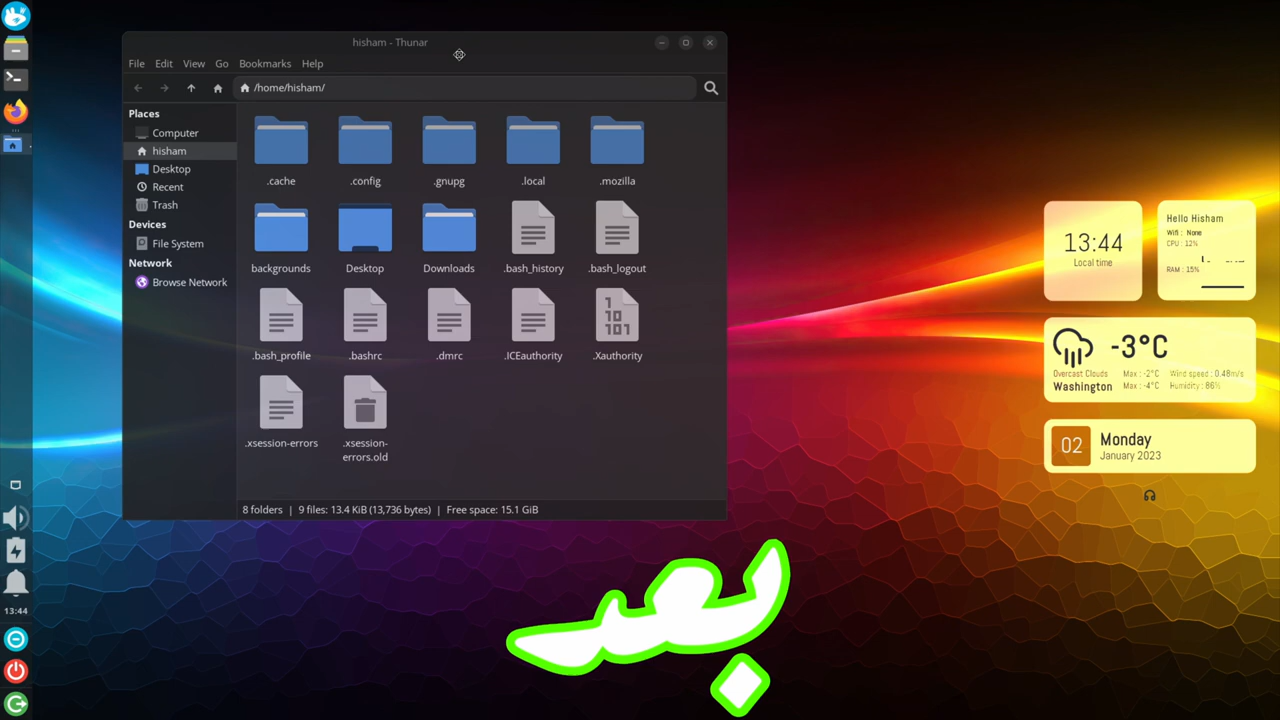 hisham - Thunar
File Edit View Go Bookmarks Help
/home/hisham/
Places
Computer
hisham
Desktop
Recent
Trash
Devices
File System
Network
Browse Network
.cache .config .gnupg .local .mozilla
backgrounds Desktop Downloads .bash_history .bash_logout
.bash_profile .bashrc .dmrc .ICEauthority .Xauthority
.xsession-errors .xsession-errors.old
8 folders | 9 files: 13.4 KiB (13,736 bytes) | Free space: 15.1 GiB
13:44
Local time
Hello Hisham
Wifi : None
CPU : 12%
RAM : 15%
-3°C
Overcast Clouds
Washington
Max : -2°C Wind speed : 0.48m/s
Max : -4°C Humidity : 86%
02
Monday
January 2023
13:44
بعد